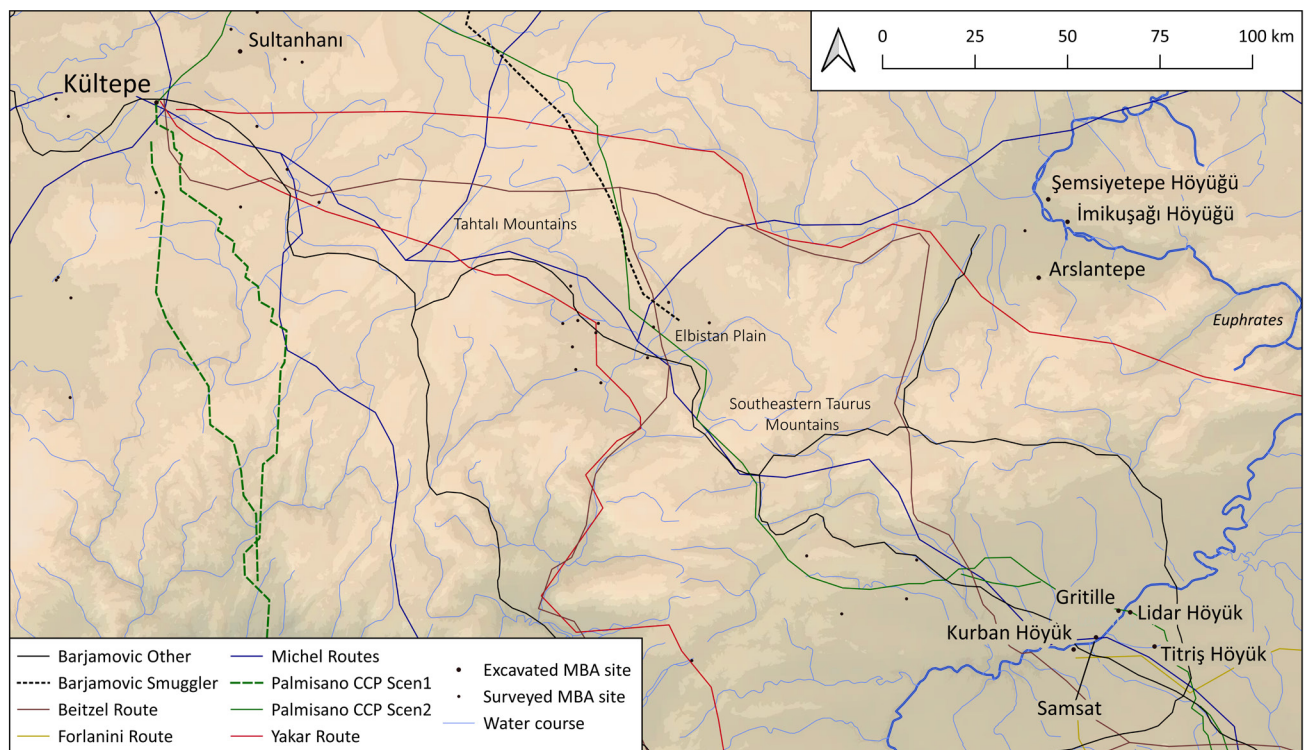 Sultanhanı
Kültepe
0 25 50 75 100 km
Şemsiyetepe Höyüğü
İmikuşağı Höyüğü
Tahtalı Mountains
Arslantepe
Euphrates
Elbistan Plain
Southeastern Taurus
Mountains
Gritille
Lidar Höyük
Kurban Höyük
Titriş Höyük
Samsat
Barjamovic Other
Barjamovic Smuggler
Beitzel Route
Forlanini Route
Michel Routes
Palmisano CCP Scen1
Palmisano CCP Scen2
Yakar Route
Excavated MBA site
Surveyed MBA site
Water course